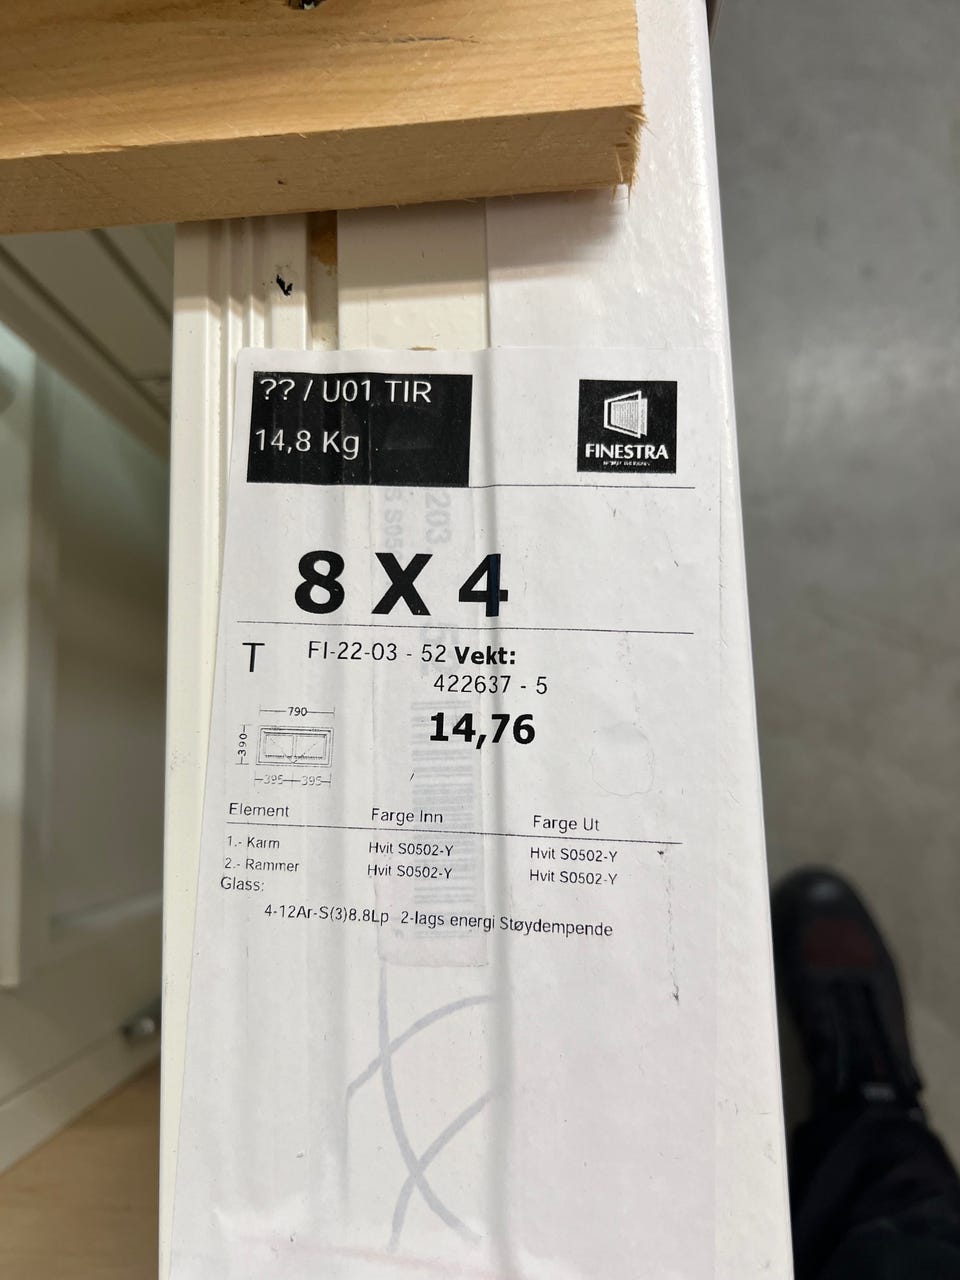 ?? / U01 TIR
14,8 Kg
FINESTRA
8 X 4
T FI-22-03 - 52 Vekt:
422637 - 5
14,76
790
390
395 395
Element Farge Inn Farge Ut
1.- Karm Hvit S0502-Y Hvit S0502-Y
2.- Rammer Hvit S0502-Y Hvit S0502-Y
Glass:
4-12Ar-S(3)8.8Lp 2-lags energi Støydempende